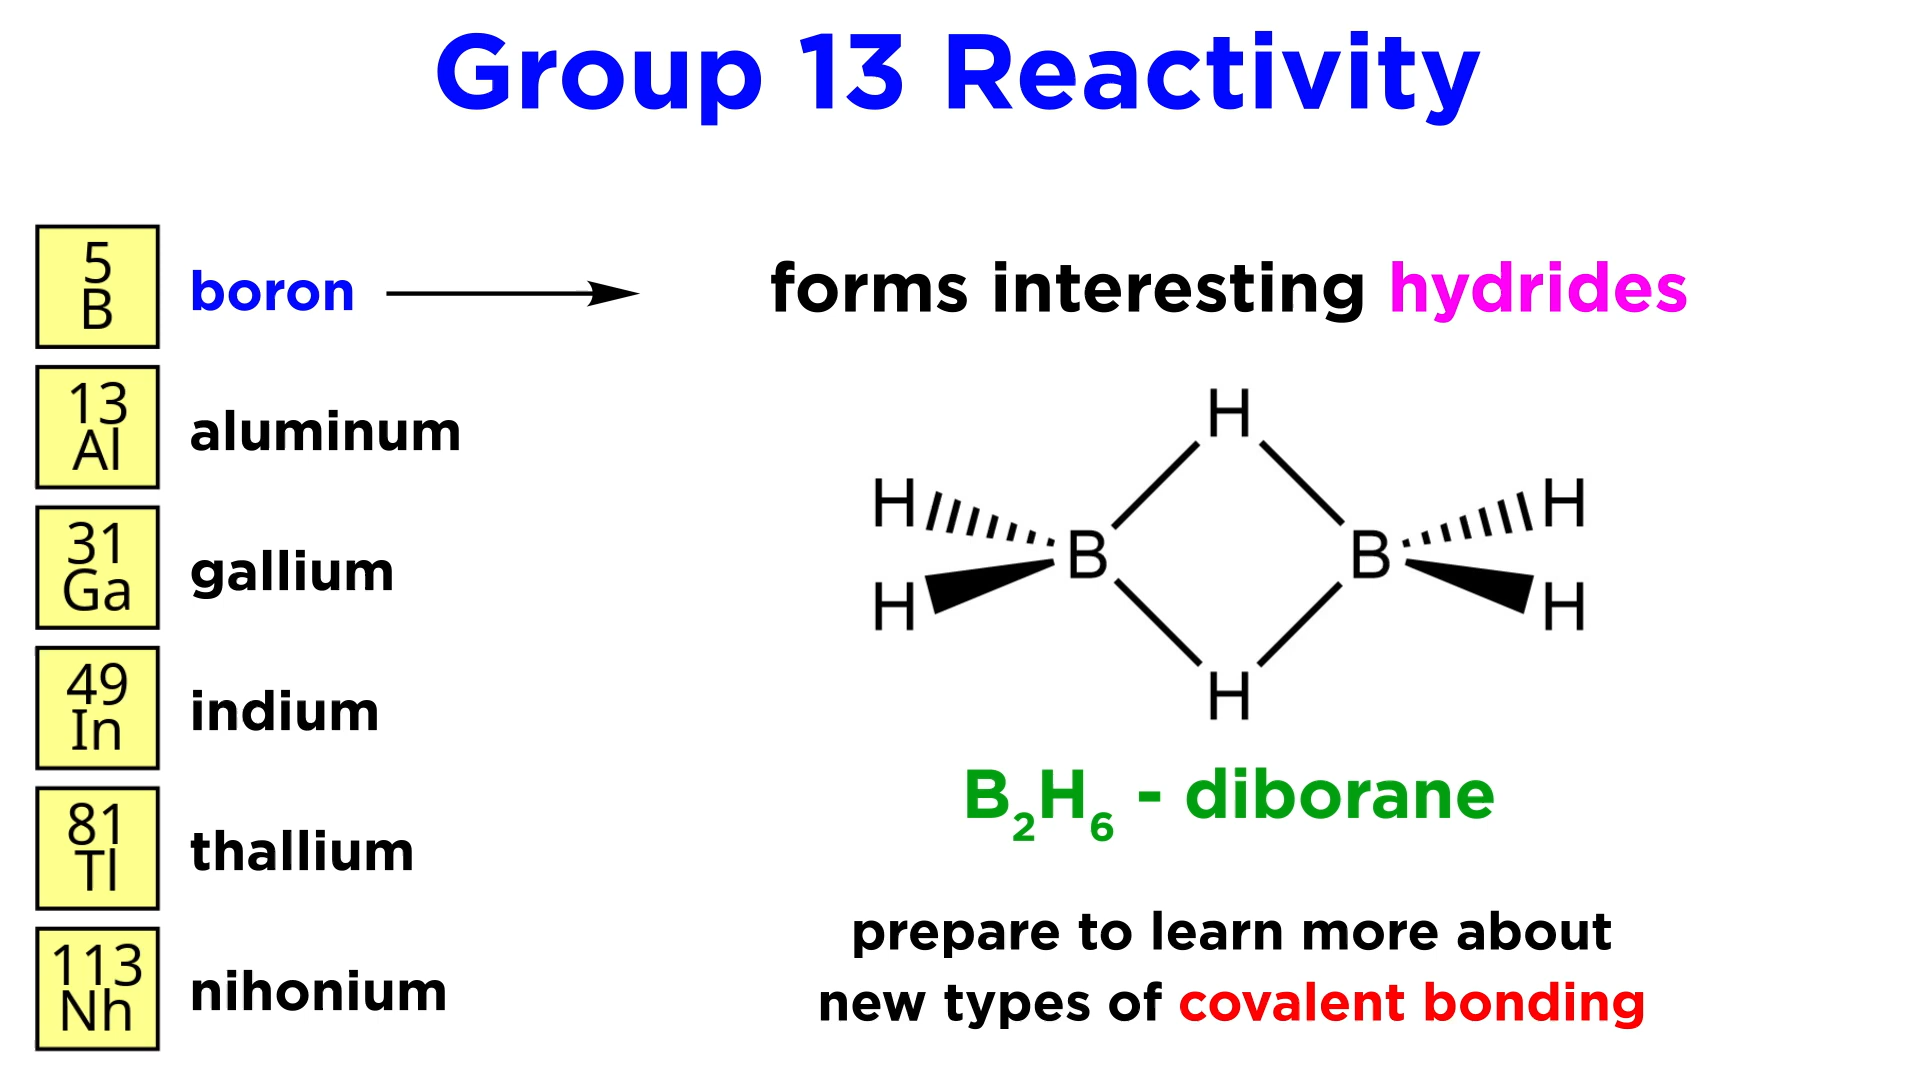 Group 13 Reactivity
5
B
boron
forms interesting hydrides
13
Al
aluminum
31
Ga
gallium
49
In
indium
81
Tl
thallium
113
Nh
nihonium
H
H H
B B
H H
H
B₂H₆ - diborane
prepare to learn more about
new types of covalent bonding